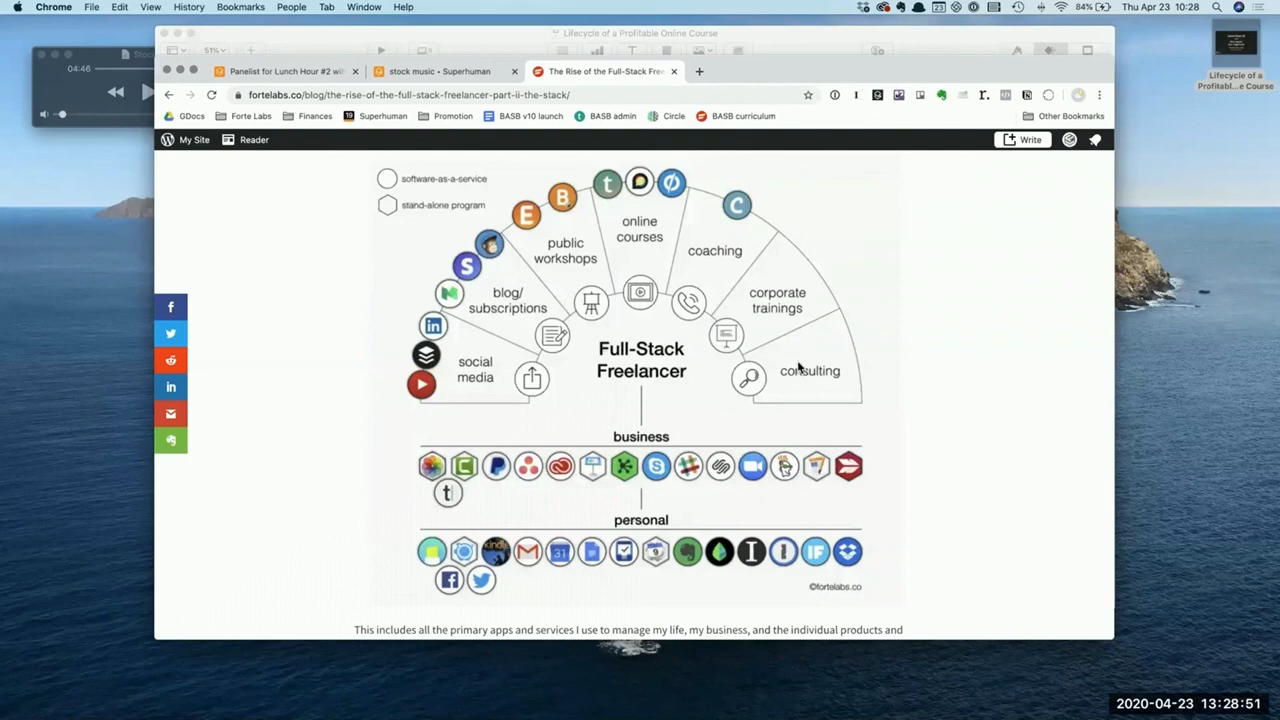 Chrome File Edit View History Bookmarks People Tab Window Help
23 84% Thu Apr 23 10:28
Lifecycle of a Profitable Online Course
51%
Stoc
04:46
Panelist for Lunch Hour #2 wit
stock music • Superhuman
The Rise of the Full-Stack Free
fortelabs.co/blog/the-rise-of-the-full-stack-freelancer-part-ii-the-stack/
GDocs Forte Labs Finances 19 Superhuman Promotion BASB v10 launch BASB admin Circle BASB curriculum Other Bookmarks
My Site Reader Write
Lifecycle of a
Profitabl...e Course
software-as-a-service
stand-alone program
social
media
blog/
subscriptions
public
workshops
online
courses
coaching
corporate
trainings
consulting
Full-Stack
Freelancer
business
personal
©fortelabs.co
This includes all the primary apps and services I use to manage my life, my business, and the individual products and
2020-04-23 13:28:51